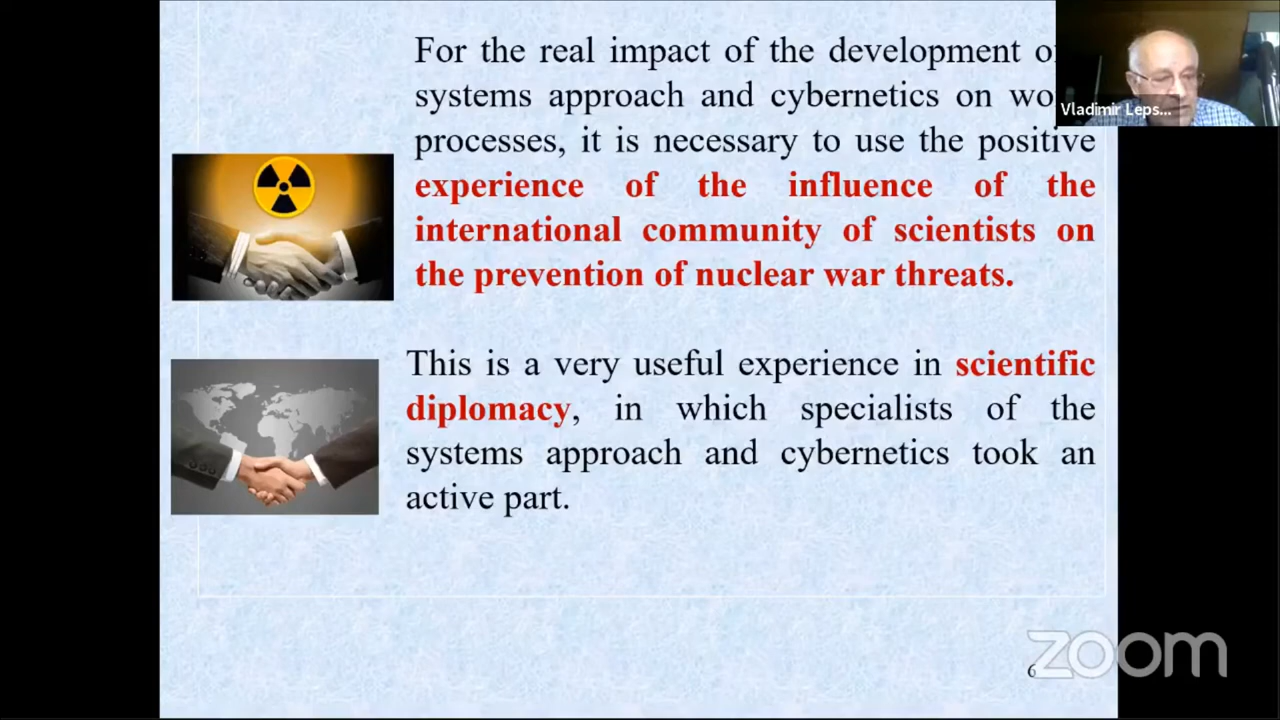 For the real impact of the development o
systems approach and cybernetics on wo
processes, it is necessary to use the positive
experience of the influence of the
international community of scientists on
the prevention of nuclear war threats.
This is a very useful experience in scientific
diplomacy, in which specialists of the
systems approach and cybernetics took an
active part.
Vladimir Leps...
6
zoom